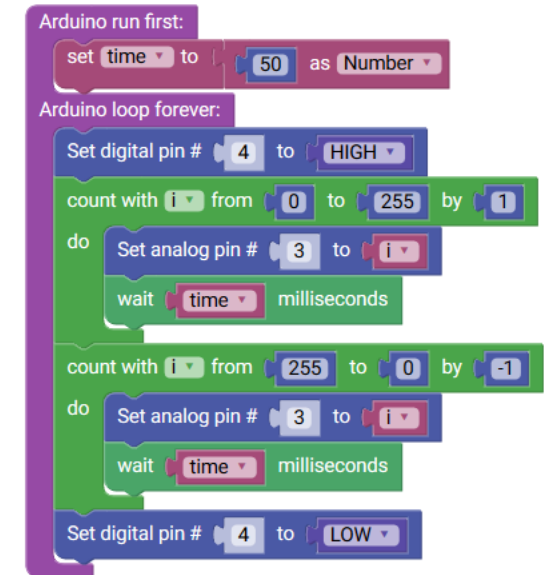 Arduino run first:
set time to 50 as Number
Arduino loop forever:
Set digital pin # 4 to HIGH
count with i from 0 to 255 by 1
do Set analog pin # 3 to i
wait time milliseconds
count with i from 255 to 0 by -1
do Set analog pin # 3 to i
wait time milliseconds
Set digital pin # 4 to LOW